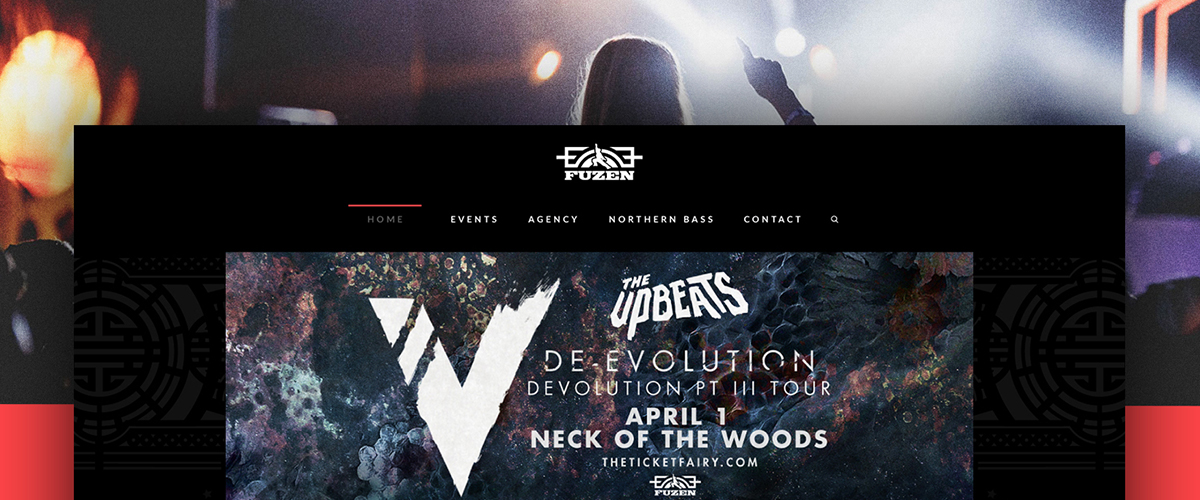 FUZEN
HOME EVENTS AGENCY NORTHERN BASS CONTACT
THE
UPBEATS
DE-EVOLUTION
DEVOLUTION PT III TOUR
APRIL 1
NECK OF THE WOODS
THETICKETFAIRY.COM
FUZEN